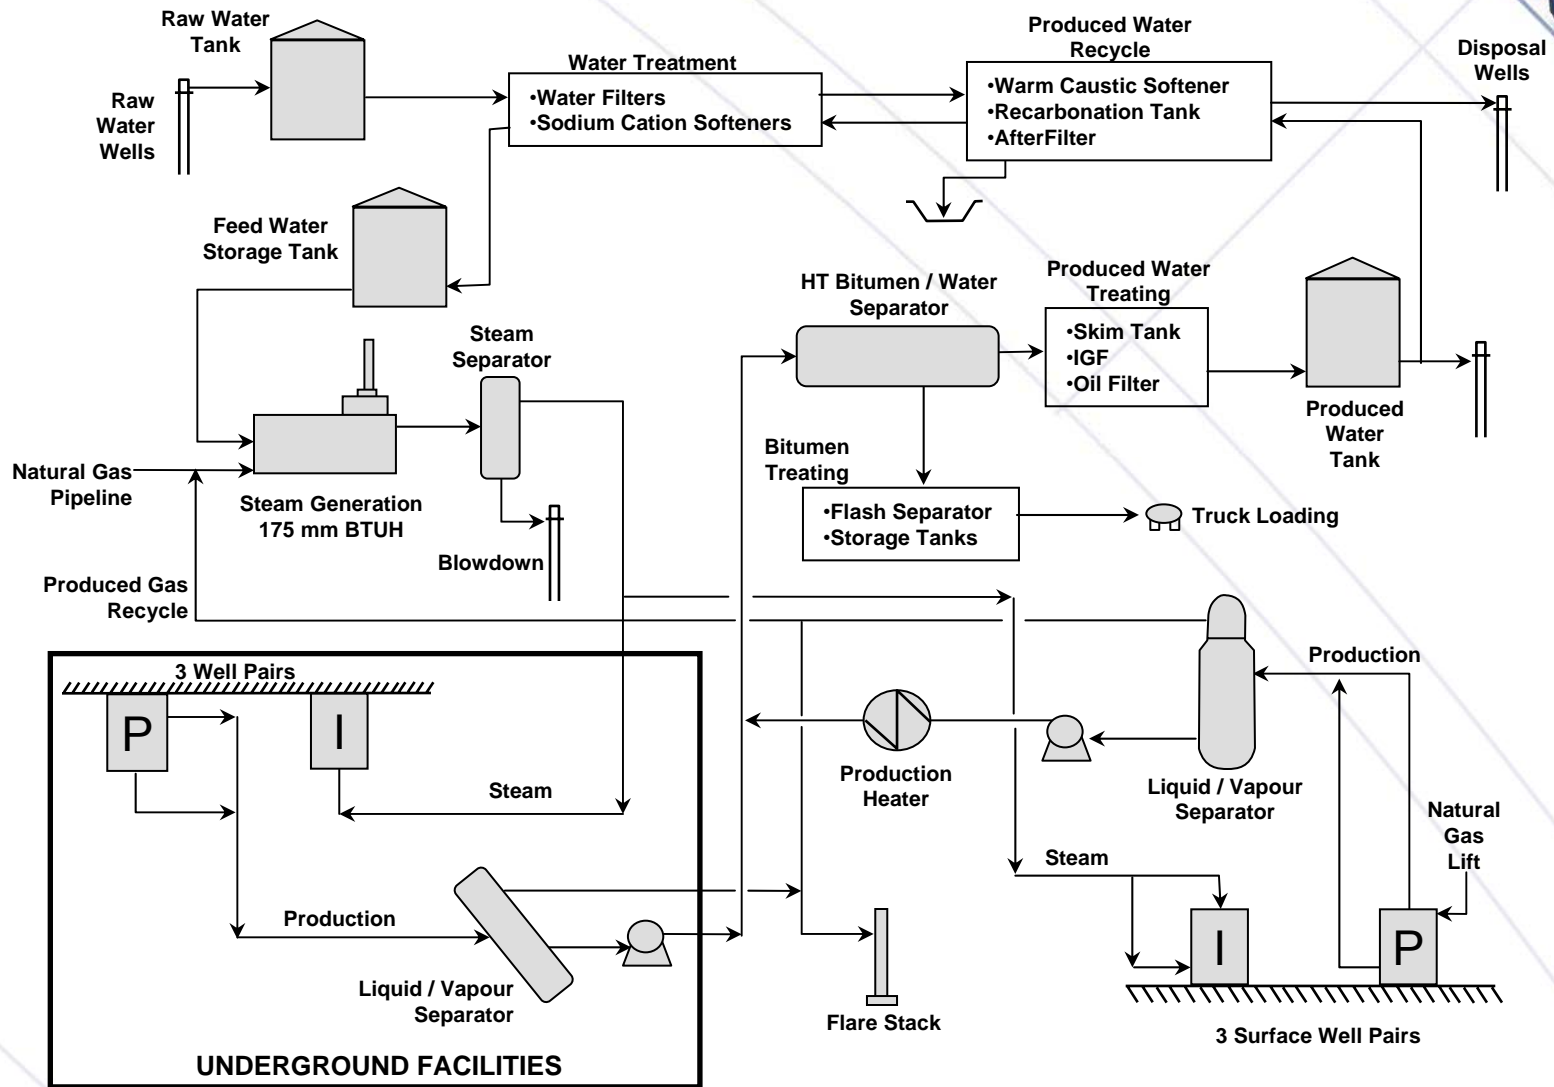 Raw Water
Tank
Raw
Water
Wells
Water Treatment
•Water Filters
•Sodium Cation Softeners
Produced Water
Recycle
•Warm Caustic Softener
•Recarbonation Tank
•AfterFilter
Disposal
Wells
Feed Water
Storage Tank
Steam
Separator
HT Bitumen / Water
Separator
Produced Water
Treating
•Skim Tank
•IGF
•Oil Filter
Produced
Water
Tank
Natural Gas
Pipeline
Steam Generation
175 mm BTUH
Blowdown
Bitumen
Treating
•Flash Separator
•Storage Tanks
Truck Loading
Produced Gas
Recycle
3 Well Pairs
P
I
Steam
Production
Liquid / Vapour
Separator
UNDERGROUND FACILITIES
Production
Heater
Flare Stack
Production
Liquid / Vapour
Separator
Natural
Gas
Lift
Steam
I
P
3 Surface Well Pairs